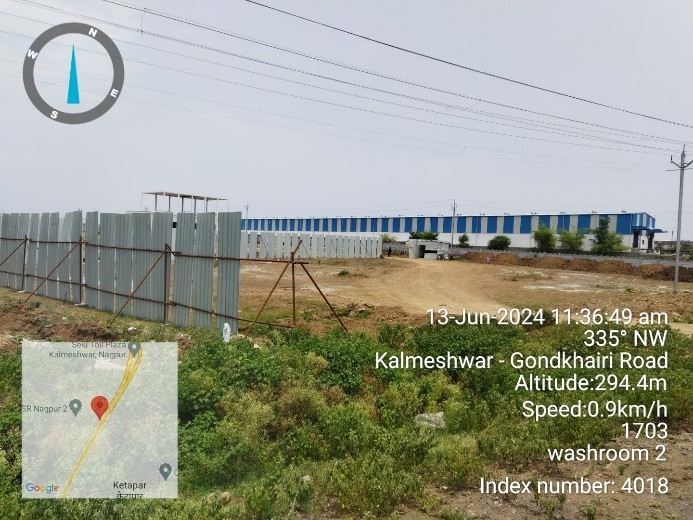 N
W
E
S
13-Jun-2024 11:36:49 am
335° NW
Kalmeshwar - Gondkhairi Road
Altitude:294.4m
Speed:0.9km/h
1703
washroom 2
Index number: 4018
Selu Toll Plaza
Kalmeshwar, Nagpur
SR Nagpur 2
Ketapar
केटापार
Google